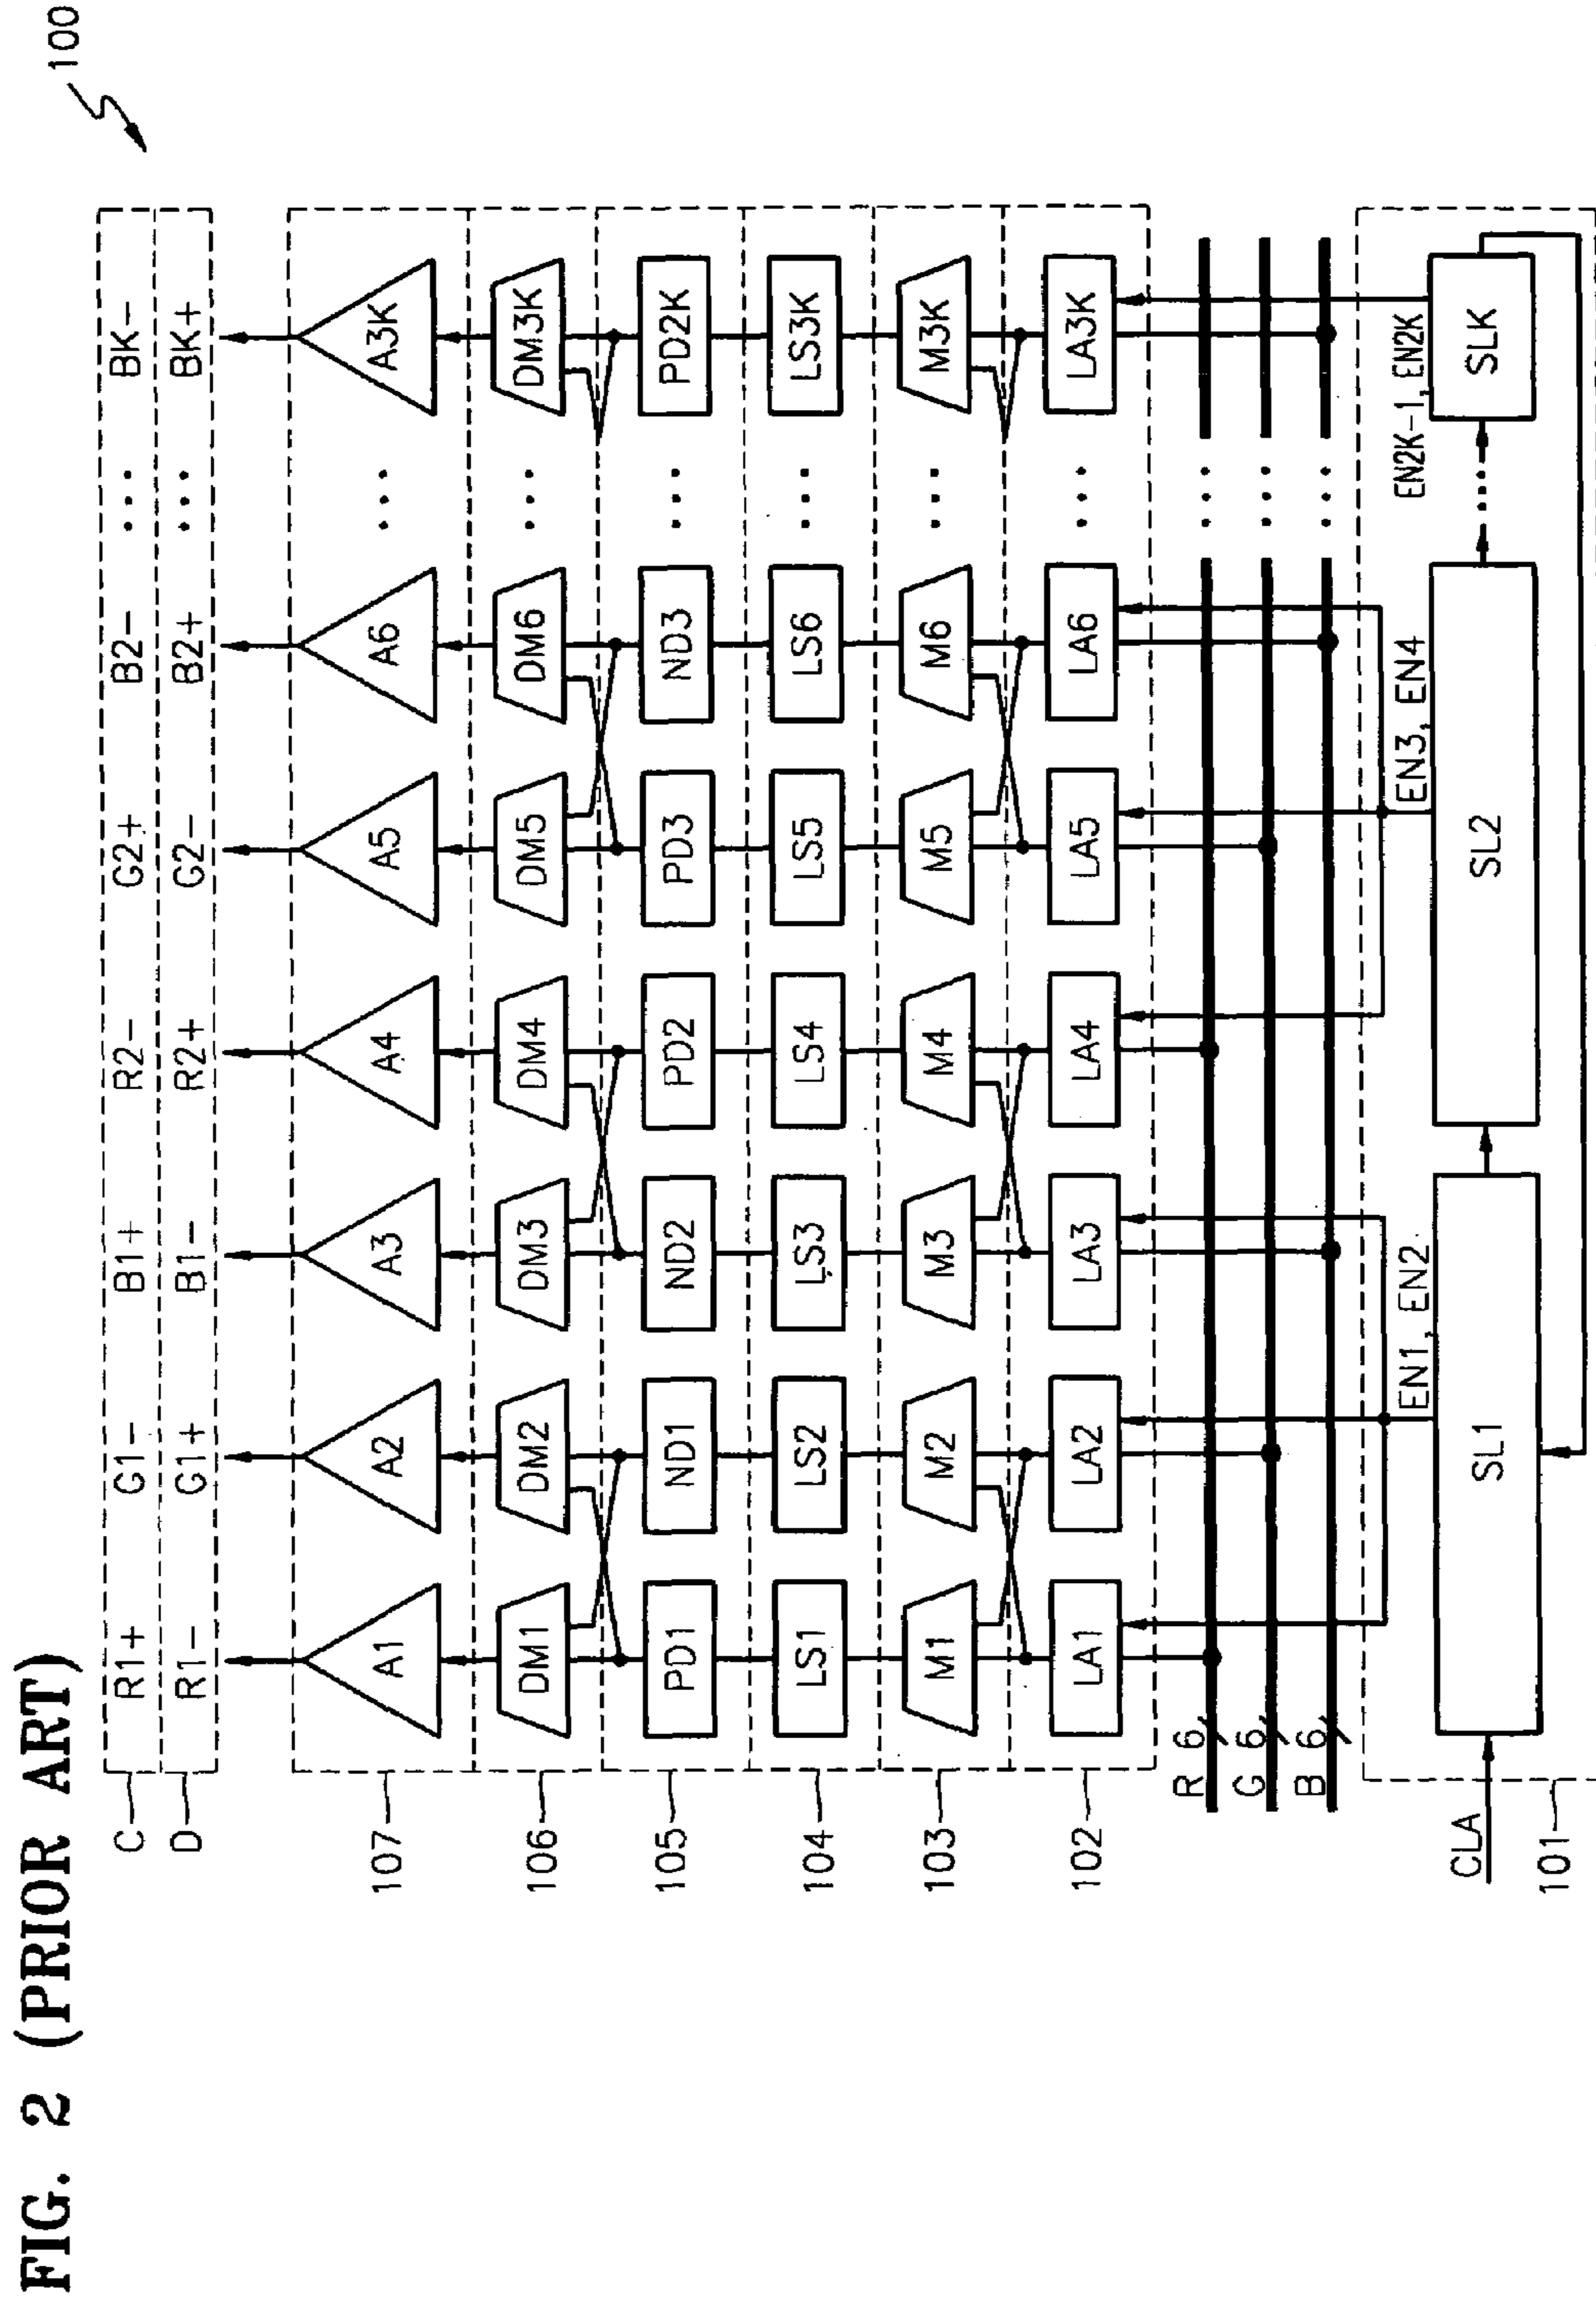 FIG. 2 (PRIOR ART)
100
C R1+ G1- B1+ R2- G2+ B2- ... BK-
D R1- G1+ B1- R2+ G2- B2+ ... BK+
107 A1 A2 A3 A4 A5 A6 ... A3K
106 DM1 DM2 DM3 DM4 DM5 DM6 ... DM3K
105 PD1 ND1 ND2 PD2 PD3 ND3 ... PD2K
104 LS1 LS2 LS3 LS4 LS5 LS6 ... LS3K
103 M1 M2 M3 M4 M5 M6 ... M3K
102 LA1 LA2 LA3 LA4 LA5 LA6 ... LA3K
R 6 ...
G 6 ...
B 6 ...
EN1, EN2 EN3, EN4 EN2K-1, EN2K
CLA SL1 SL2 .... SLK
101